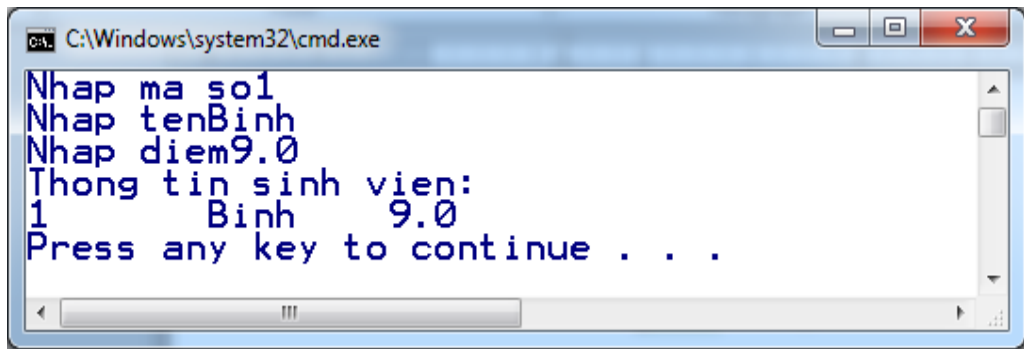 C:\Windows\system32\cmd.exe
Nhap ma so1
Nhap tenBinh
Nhap diem9.0
Thong tin sinh vien:
1 Binh 9.0
Press any key to continue . . .